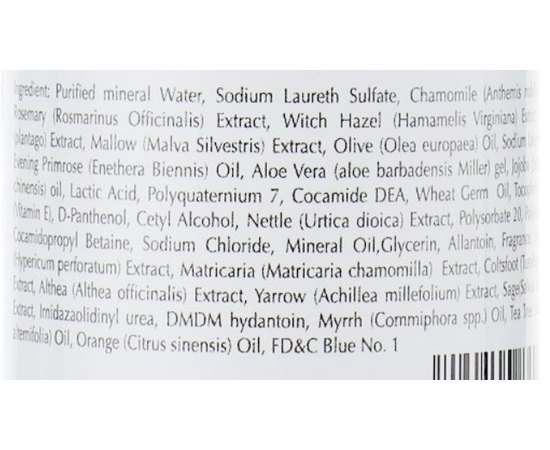 Ingredient: Purified mineral Water, Sodium Laureth Sulfate, Chamomile (Anthemis
Rosemary (Rosmarinus Officinalis) Extract, Witch Hazel (Hamamelis Virginiana)
plantago) Extract, Mallow (Malva Silvestris) Extract, Olive (Olea europaea) Oil, Sodium
Evening Primrose (Enethera Biennis) Oil, Aloe Vera (aloe barbadensis Miller) gel, Jojoba
chinensis) oil, Lactic Acid, Polyquaternium 7, Cocamide DEA, Wheat Germ Oil,
(Vitamin E), D-Panthenol, Cetyl Alcohol, Nettle (Urtica dioica) Extract, Polysorbate 20,
Cocamidopropyl Betaine, Sodium Chloride, Mineral Oil,Glycerin, Allantoin, Fragrance
(Hypericum perforatum) Extract, Matricaria (Matricaria chamomilla) Extract, Coltsfoot
Extract, Althea (Althea officinalis) Extract, Yarrow (Achillea millefolium) Extract, Sage
Extract, Imidazaolidinyl urea, DMDM hydantoin, Myrrh (Commiphora spp.) Oil, Tea
alternifolia) Oil, Orange (Citrus sinensis) Oil, FD&C Blue No. 1